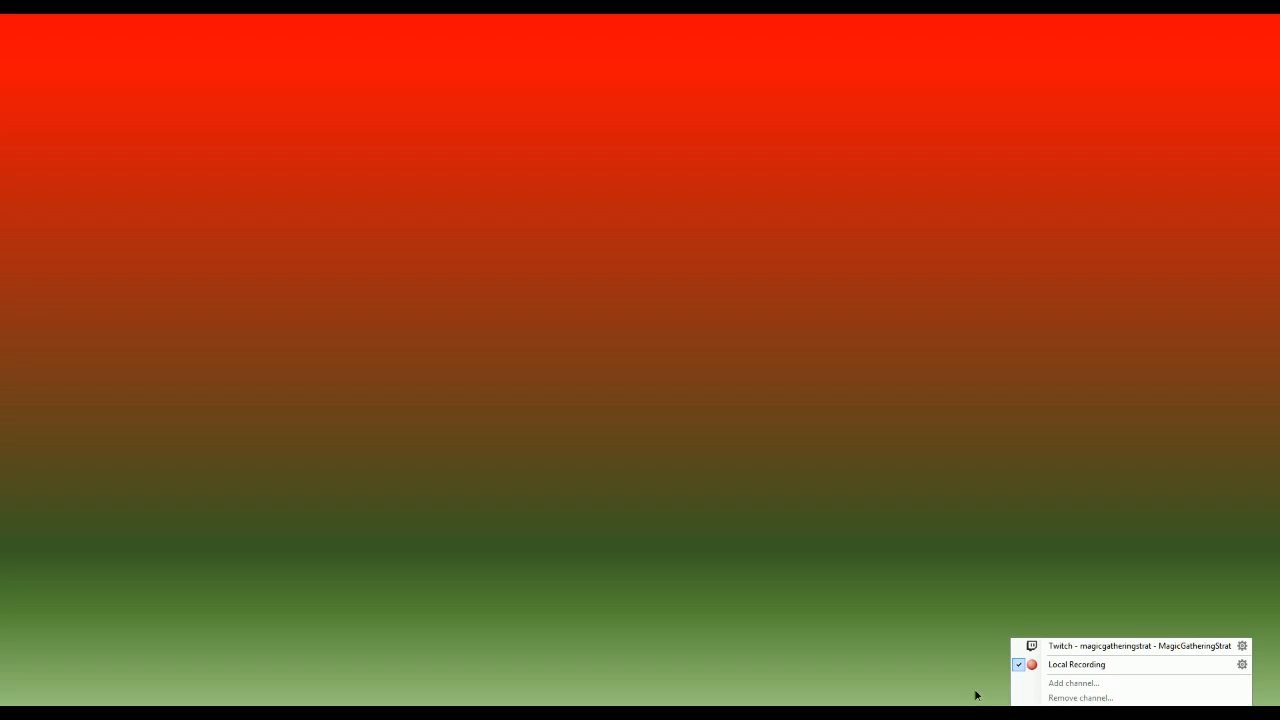 Twitch - magicgatheringstrat - MagicGatheringStrat
Local Recording
Add channel...
Remove channel...